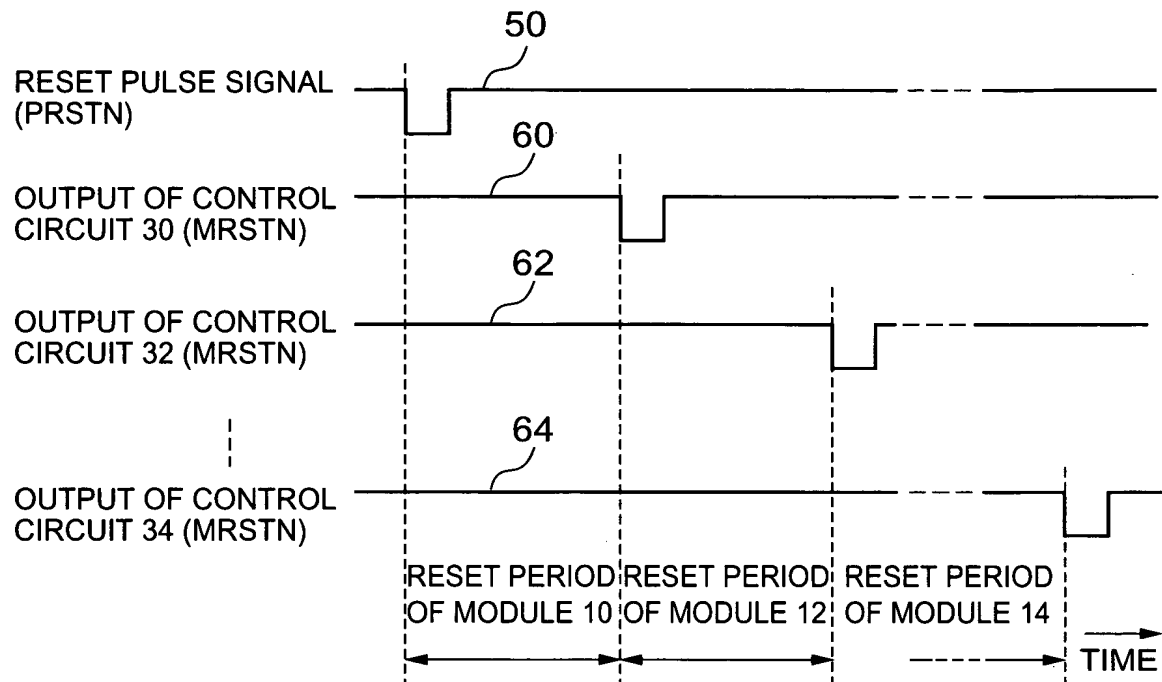 50
RESET PULSE SIGNAL
(PRSTN)
60
OUTPUT OF CONTROL
CIRCUIT 30 (MRSTN)
62
OUTPUT OF CONTROL
CIRCUIT 32 (MRSTN)
64
OUTPUT OF CONTROL
CIRCUIT 34 (MRSTN)
RESET PERIOD
OF MODULE 10
RESET PERIOD
OF MODULE 12
RESET PERIOD
OF MODULE 14
TIME